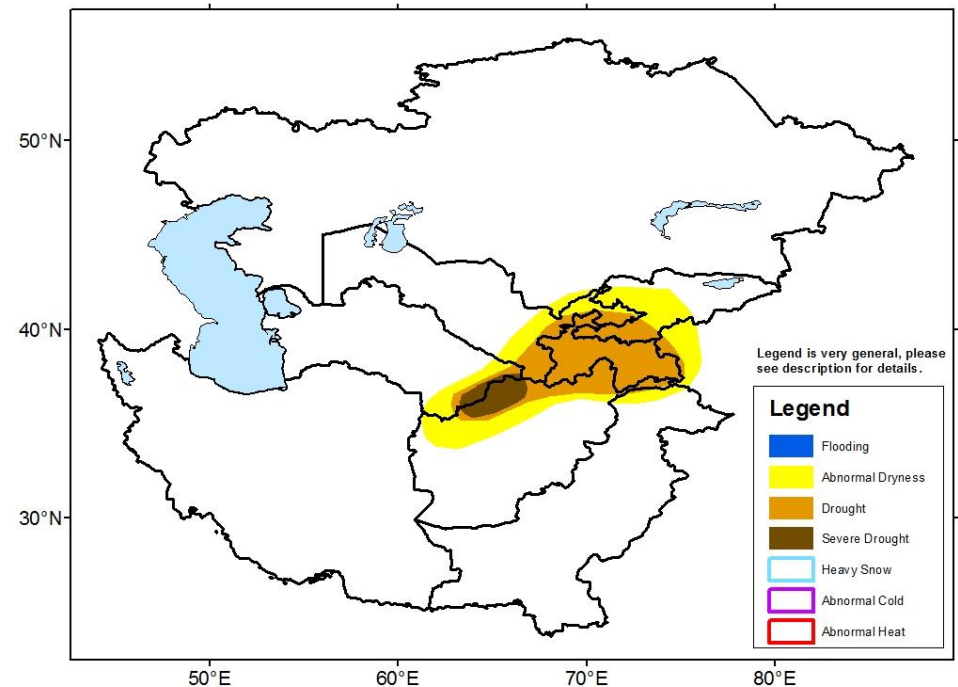 50°N
40°N
30°N
Legend is very general, please
see description for details.
Legend
Flooding
Abnormal Dryness
Drought
Severe Drought
Heavy Snow
Abnormal Cold
Abnormal Heat
50°E
60°E
70°E
80°E